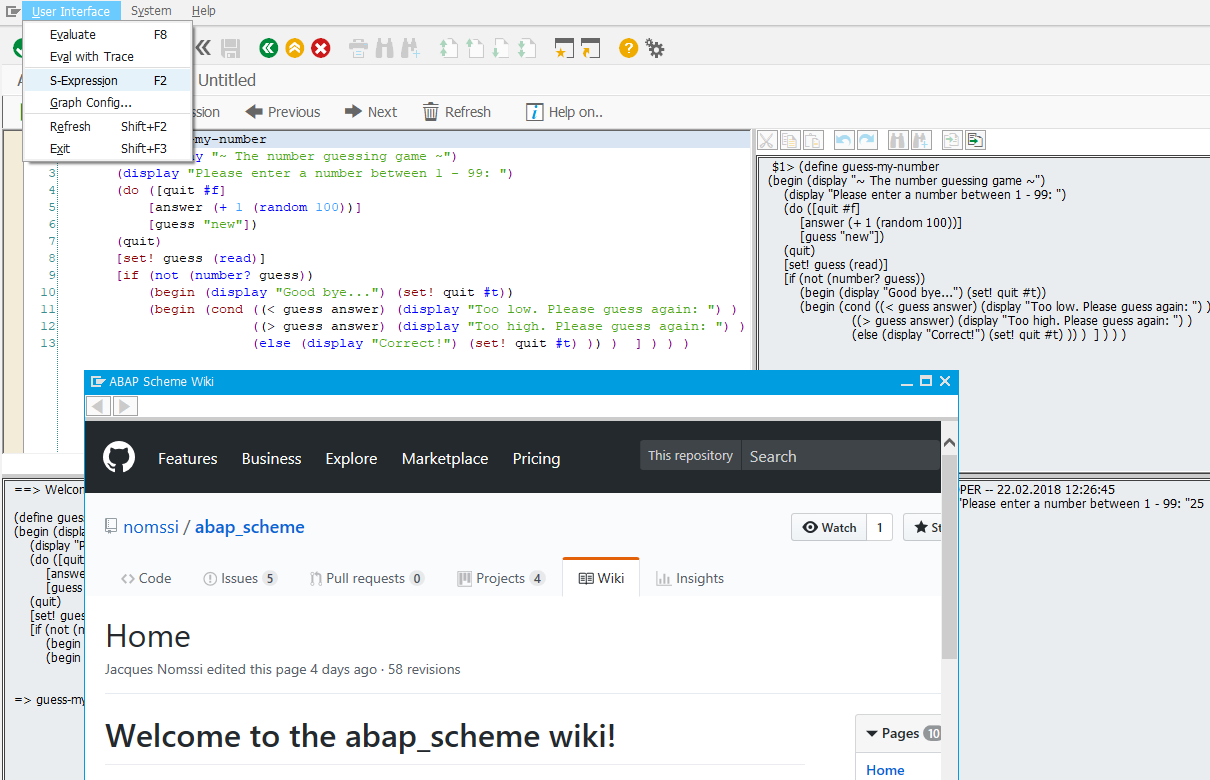 User Interface System Help
Evaluate F8
Eval with Trace
S-Expression F2
Graph Config...
Refresh Shift+F2
Exit Shift+F3
Untitled
Previous Next Refresh Help on..
my-number
"~ The number guessing game ~")
3 (display "Please enter a number between 1 - 99: ")
4 (do ([quit #f]
5 [answer (+ 1 (random 100))]
6 [guess "new"])
7 (quit)
8 [set! guess (read)]
9 [if (not (number? guess))
10 (begin (display "Good bye...") (set! quit #t))
11 (begin (cond ((< guess answer) (display "Too low. Please guess again: ") )
12 ((> guess answer) (display "Too high. Please guess again: ") )
13 (else (display "Correct!") (set! quit #t) )) ) ] ) ) )
$1> (define guess-my-number
(begin (display "~ The number guessing game ~")
(display "Please enter a number between 1 - 99: ")
(do ([quit #f]
[answer (+ 1 (random 100))]
[guess "new"])
(quit)
[set! guess (read)]
[if (not (number? guess))
(begin (display "Good bye...") (set! quit #t))
(begin (cond ((< guess answer) (display "Too low. Please guess again: ") )
((> guess answer) (display "Too high. Please guess again: ") )
(else (display "Correct!") (set! quit #t) )) ) ] ) ) )
ABAP Scheme Wiki
Features Business Explore Marketplace Pricing This repository Search
nomssi / abap_scheme Watch 1 St
Code Issues 5 Pull requests 0 Projects 4 Wiki Insights
Home
Jacques Nomssi edited this page 4 days ago · 58 revisions
Welcome to the abap_scheme wiki!
Pages 10
Home
==> Welcom
(define gues
(begin (displa
(display "P
(do ([quit
[answe
[guess
(quit)
[set! gues
[if (not (n
(begin
(begin
=> guess-my
PER -- 22.02.2018 12:26:45
"Please enter a number between 1 - 99: "25